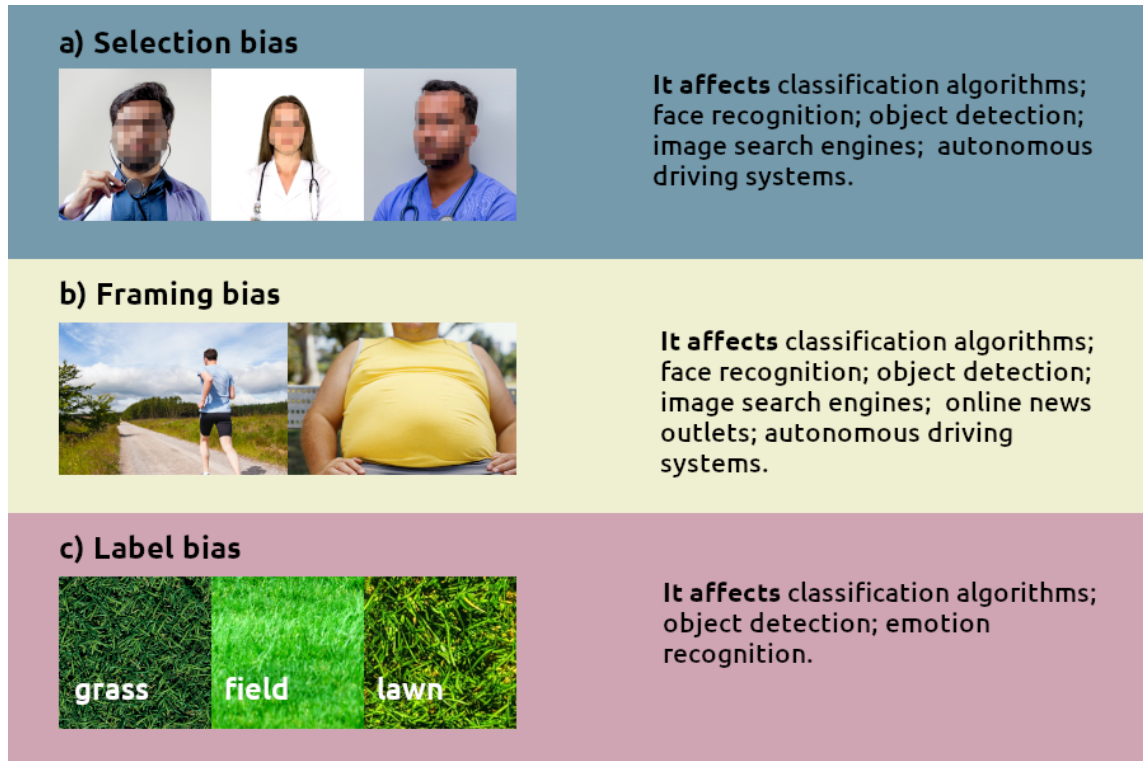 a) Selection bias
It affects classification algorithms;
face recognition; object detection;
image search engines;  autonomous
driving systems.
b) Framing bias
It affects classification algorithms;
face recognition; object detection;
image search engines;  online news
outlets; autonomous driving
systems.
c) Label bias
grass
field
lawn
It affects classification algorithms;
object detection; emotion
recognition.